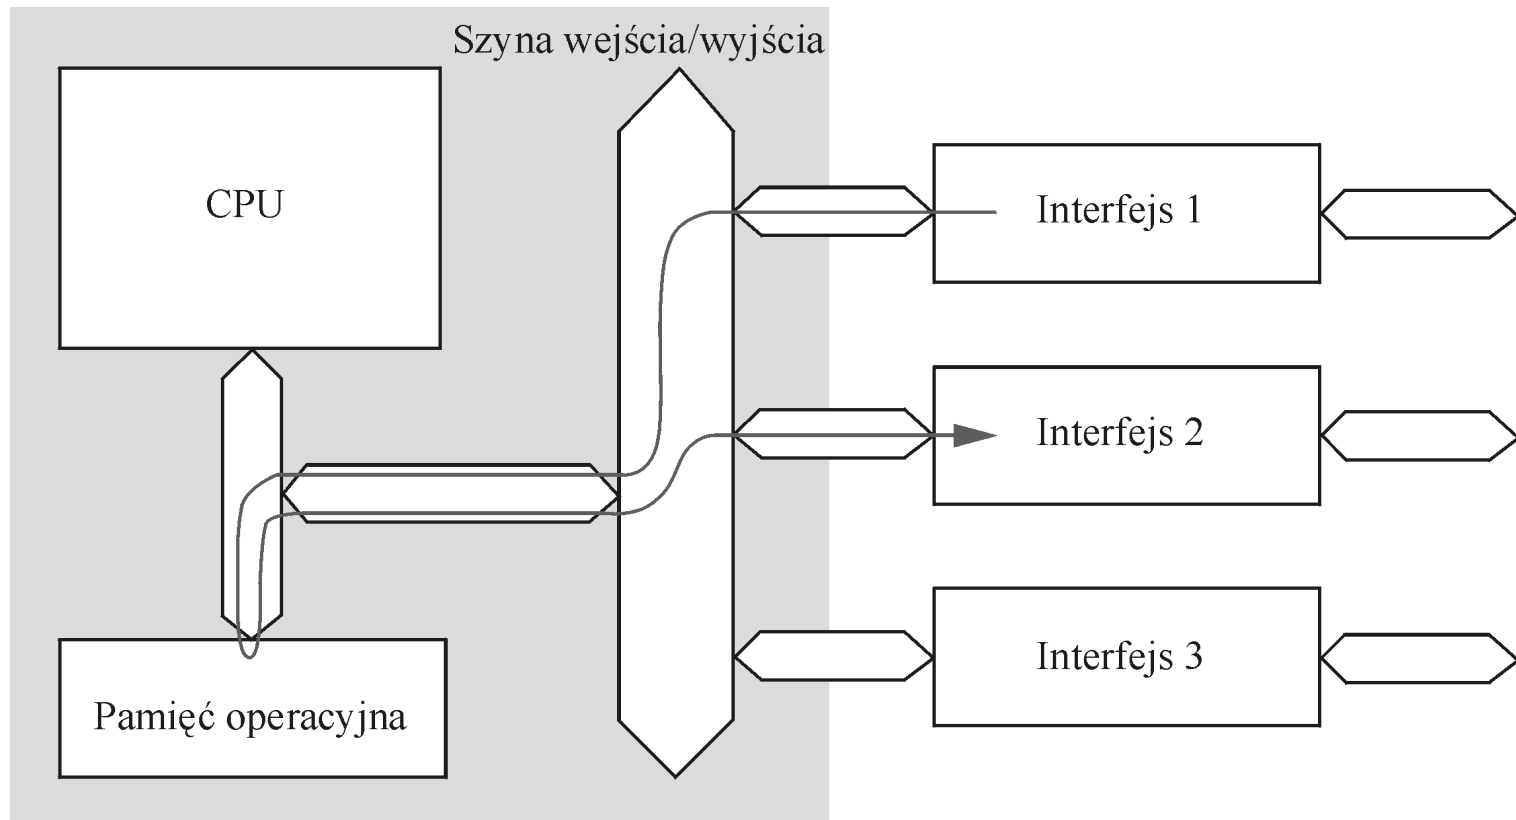 Szyna wejścia/wyjścia
CPU
Interfejs 1
Interfejs 2
Interfejs 3
Pamięć operacyjna